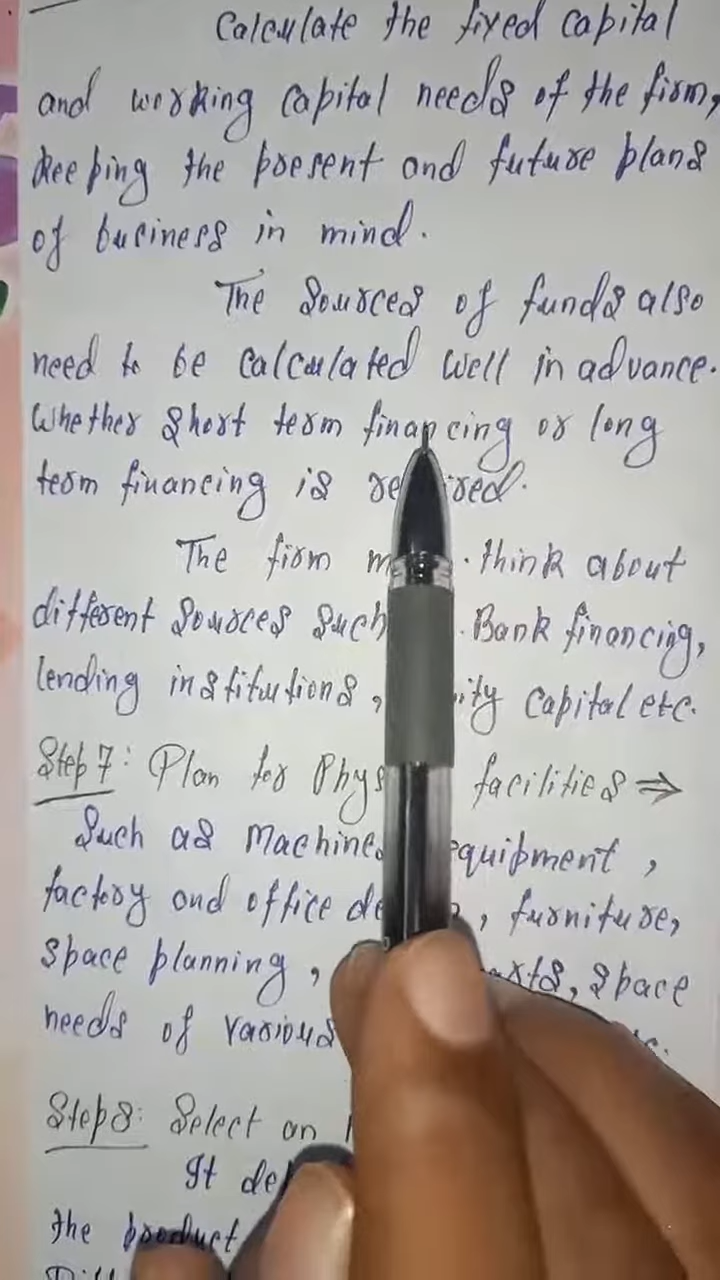 Calculate the fixed capital
and working capital needs of the firm,
keeping the present and future plans
of business in mind.
The sources of funds also
need to be calculated well in advance.
Whether short term financing or long
term financing is
The firm think about
different sources such Bank financing,
lending institutions, capital etc.
Step 7: Plan for facilities ⇒
Such as Machines equipment,
factory and office , furniture,
space planning, space
needs of various
Step 8: Select an
It
the product